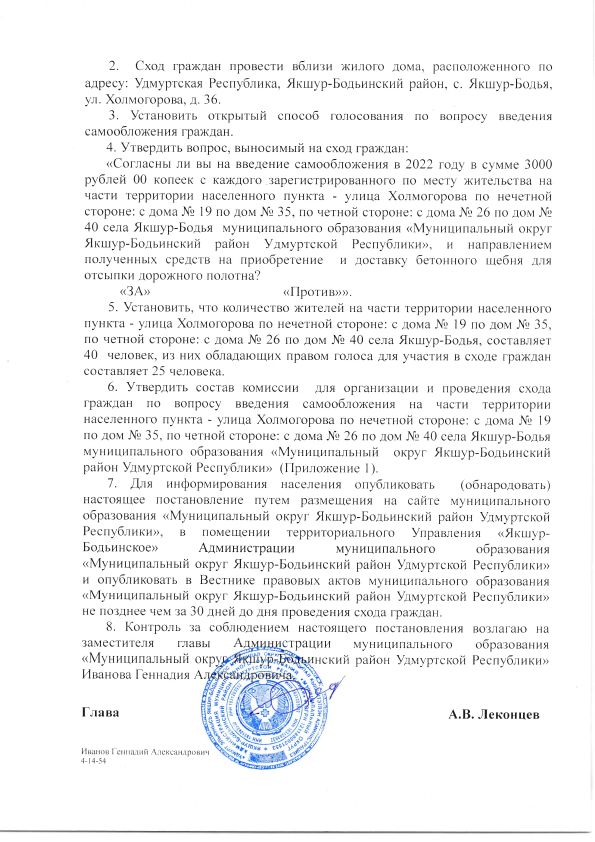 2. Сход граждан провести вблизи жилого дома, расположенного по
адресу: Удмуртская Республика, Якшур-Бодьинский район, с. Якшур-Бодья,
ул. Холмогорова, д. 36.
3. Установить открытый способ голосования по вопросу введения
самообложения граждан.
4. Утвердить вопрос, выносимый на сход граждан:
«Согласны ли вы на введение самообложения в 2022 году в сумме 3000
рублей 00 копеек с каждого зарегистрированного по месту жительства на
части территории населенного пункта - улица Холмогорова по нечетной
стороне: с дома № 19 по дом № 35, по четной стороне: с дома № 26 по дом №
40 села Якшур-Бодья муниципального образования «Муниципальный округ
Якшур-Бодьинский район Удмуртской Республики», и направлением
полученных средств на приобретение и доставку бетонного щебня для
отсыпки дорожного полотна?
«ЗА» «Против»».
5. Установить, что количество жителей на части территории населенного
пункта - улица Холмогорова по нечетной стороне: с дома № 19 по дом № 35,
по четной стороне: с дома № 26 по дом № 40 села Якшур-Бодья, составляет
40 человек, из них обладающих правом голоса для участия в сходе граждан
составляет 25 человека.
6. Утвердить состав комиссии для организации и проведения схода
граждан по вопросу введения самообложения на части территории
населенного пункта - улица Холмогорова по нечетной стороне: с дома № 19
по дом № 35, по четной стороне: с дома № 26 по дом № 40 села Якшур-Бодья
муниципального образования «Муниципальный округ Якшур-Бодьинский
район Удмуртской Республики» (Приложение 1).
7. Для информирования населения опубликовать (обнародовать)
настоящее постановление путем размещения на сайте муниципального
образования «Муниципальный округ Якшур-Бодьинский район Удмуртской
Республики», в помещении территориального Управления «Якшур-
Бодьинское» Администрации муниципального образования
«Муниципальный округ Якшур-Бодьинский район Удмуртской Республики»
и опубликовать в Вестнике правовых актов муниципального образования
«Муниципальный округ Якшур-Бодьинский район Удмуртской Республики»
не позднее чем за 30 дней до дня проведения схода граждан.
8. Контроль за соблюдением настоящего постановления возлагаю на
заместителя главы Администрации муниципального образования
«Муниципальный округ Якшур-Бодьинский район Удмуртской Республики»
Иванова Геннадия Александровича.
Глава А.В. Леконцев
Иванов Геннадий Александрович
4-14-54